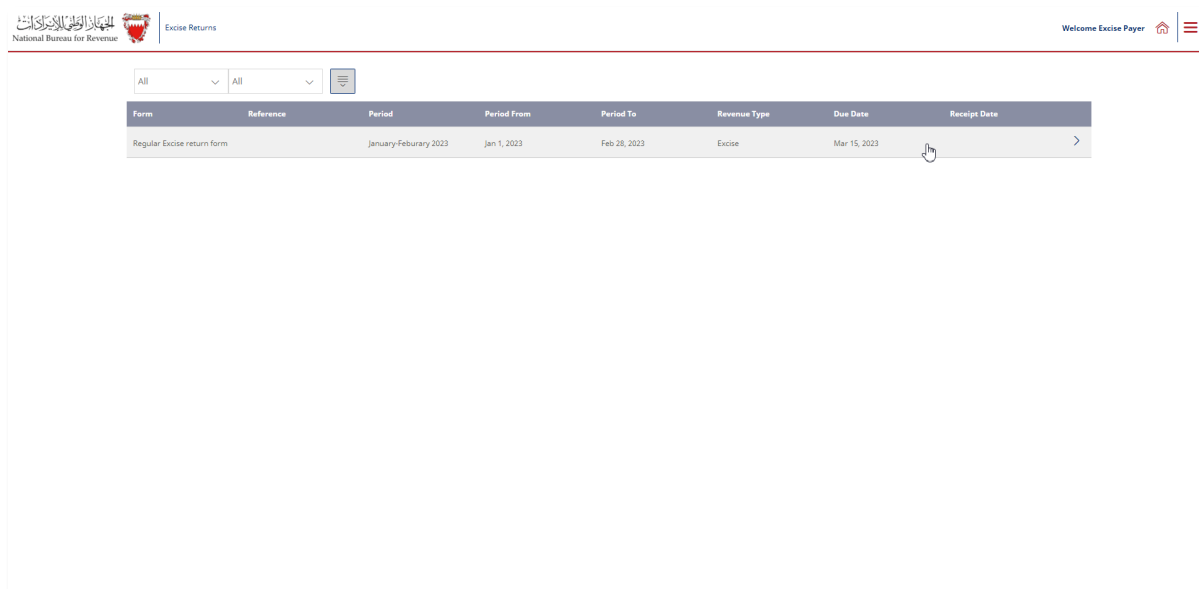 الجهاز الوطني للإيرادات
National Bureau for Revenue
Excise Returns
Welcome Excise Payer
All All
Form Reference Period Period From Period To Revenue Type Due Date Receipt Date
Regular Excise return form January-Feburary 2023 Jan 1, 2023 Feb 28, 2023 Excise Mar 15, 2023